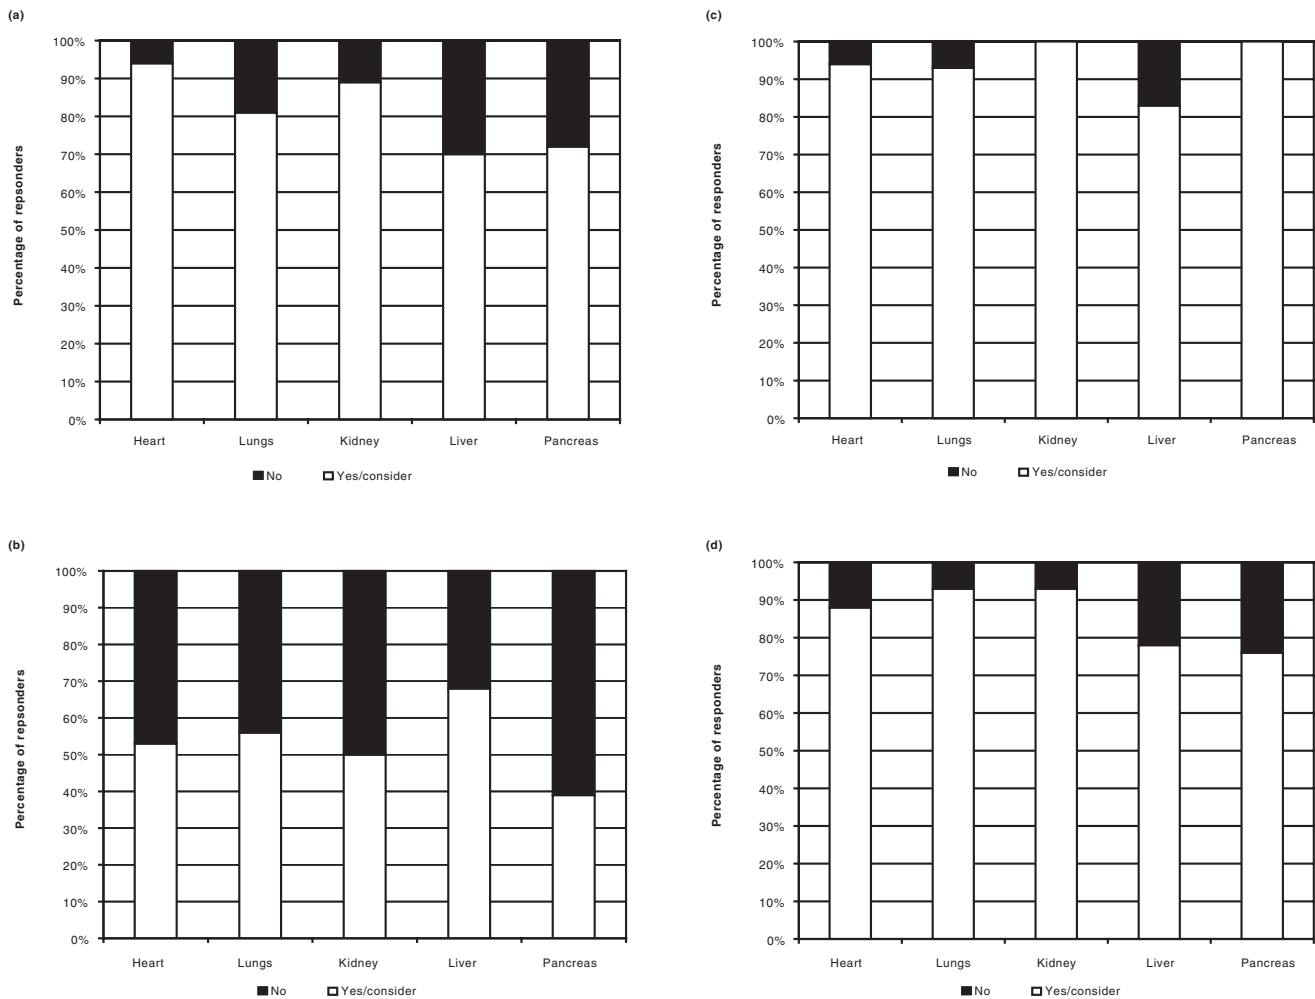 (a)
Percentage of repsonders
100%
90%
80%
70%
60%
50%
40%
30%
20%
10%
0%
Heart Lungs Kidney Liver Pancreas
No Yes/consider
(c)
Percentage of responders
100%
90%
80%
70%
60%
50%
40%
30%
20%
10%
0%
Heart Lungs Kidney Liver Pancreas
No Yes/consider
(b)
Percentage of repsonders
100%
90%
80%
70%
60%
50%
40%
30%
20%
10%
0%
Heart Lungs Kidney Liver Pancreas
No Yes/consider
(d)
Percentage of responders
100%
90%
80%
70%
60%
50%
40%
30%
20%
10%
0%
Heart Lungs Kidney Liver Pancreas
No Yes/consider